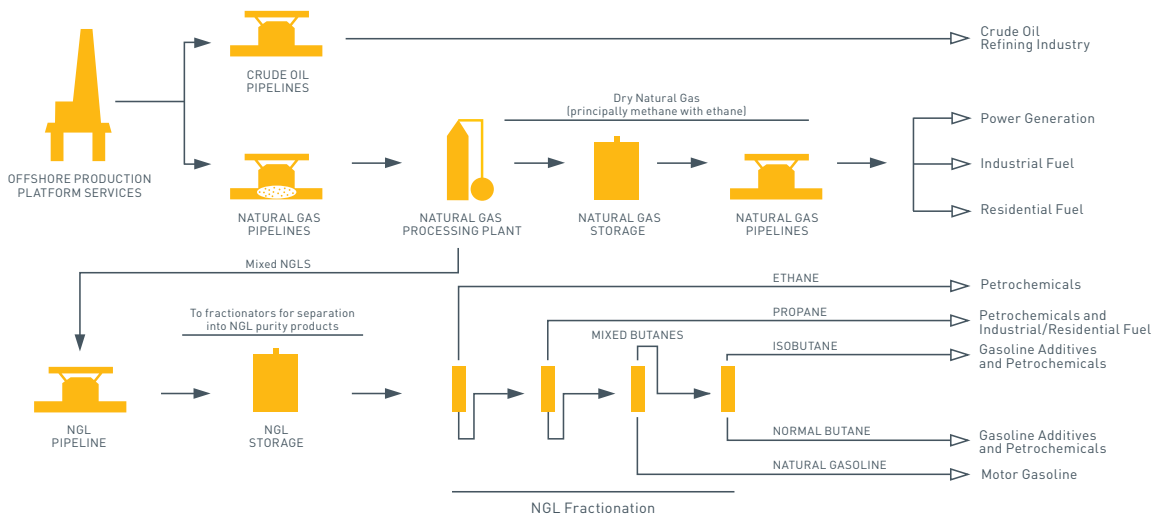 Crude Oil
Refining Industry
CRUDE OIL
PIPELINES
Dry Natural Gas
(principally methane with ethane)
Power Generation
Industrial Fuel
OFFSHORE PRODUCTION
PLATFORM SERVICES
Residential Fuel
NATURAL GAS
PIPELINES
NATURAL GAS
PROCESSING PLANT
NATURAL GAS
STORAGE
NATURAL GAS
PIPELINES
Mixed NGLS
ETHANE
Petrochemicals
To fractionators for separation
into NGL purity products
PROPANE
Petrochemicals and
Industrial/Residential Fuel
MIXED BUTANES
ISOBUTANE
Gasoline Additives
and Petrochemicals
NGL
PIPELINE
NGL
STORAGE
NORMAL BUTANE
Gasoline Additives
and Petrochemicals
NATURAL GASOLINE
Motor Gasoline
NGL Fractionation